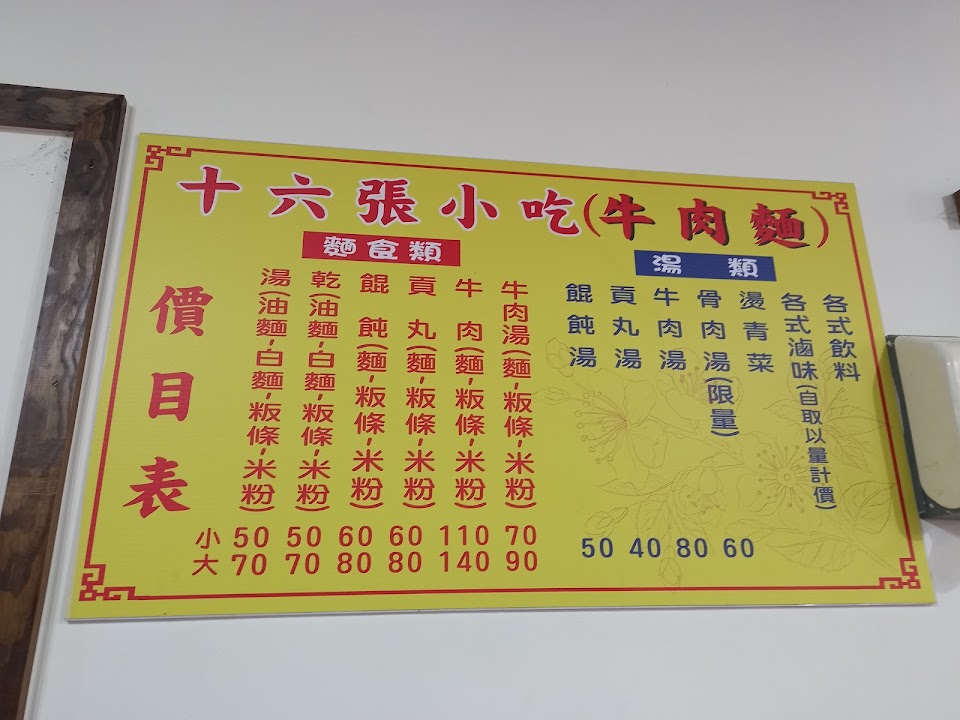 十六張小吃(牛肉麵)
價目表
麵食類
湯(油麵-白麵-粄條-米粉)
乾(油麵-白麵-粄條-米粉)
餛飩(麵-粄條-米粉)
貢丸(麵-粄條-米粉)
牛肉(麵-粄條-米粉)
牛肉湯(麵-粄條-米粉)
小 50 50 60 60 110 70
大 70 70 80 80 140 90
湯類
餛飩湯
貢丸湯
牛肉湯
骨肉湯(限量)
燙青菜
各式滷味(自取以量計價)
各式飲料
50 40 80 60